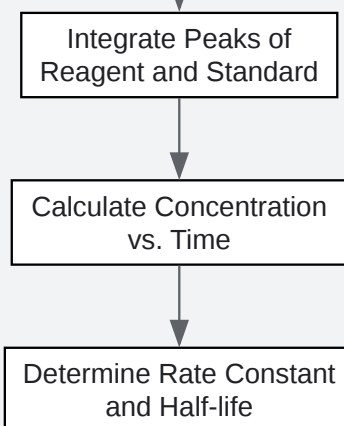 Integrate Peaks of
Reagent and Standard
Calculate Concentration
vs. Time
Determine Rate Constant
and Half-life